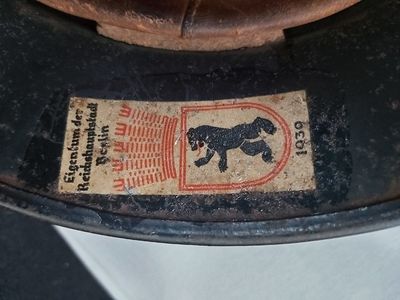 Eigentum der
Reichshauptstadt
Berlin
1939